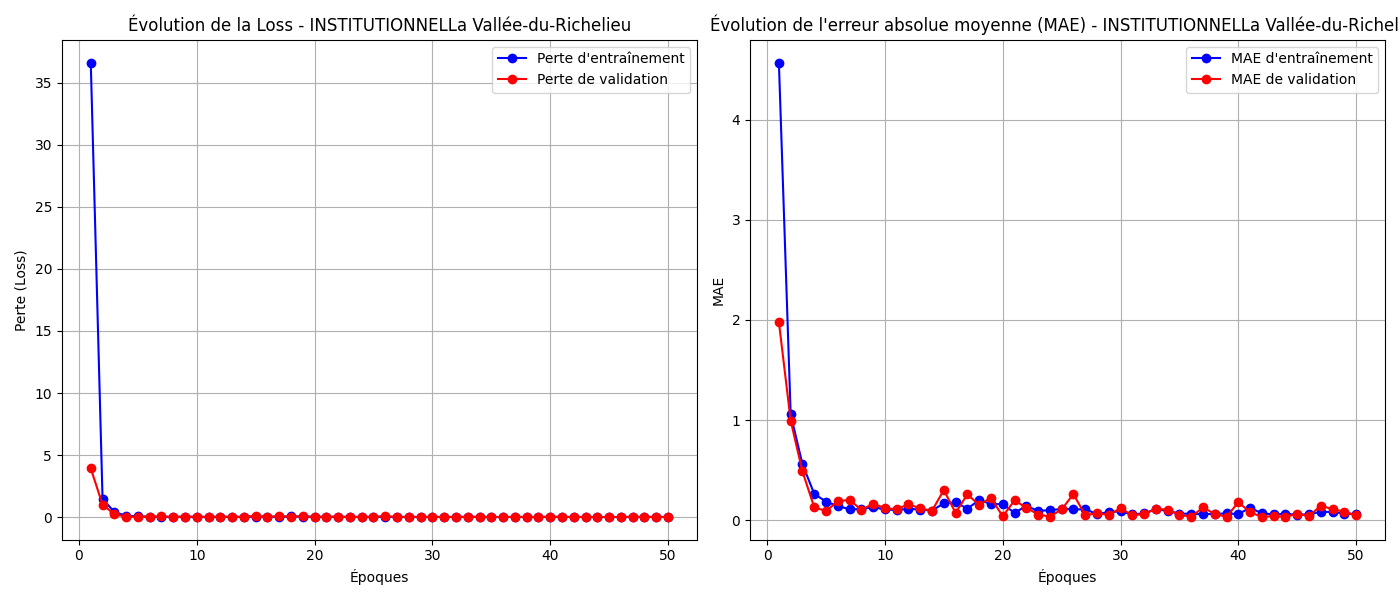 Évolution de la Loss - INSTITUTIONNELLa Vallée-du-Richelieu
Perte d'entraînement
Perte de validation
35
30
25
20
15
10
5
0
Perte (Loss)
0 10 20 30 40 50
Époques
Évolution de l'erreur absolue moyenne (MAE) - INSTITUTIONNELLa Vallée-du-Richel
MAE d'entraînement
MAE de validation
4
3
2
1
0
MAE
0 10 20 30 40 50
Époques